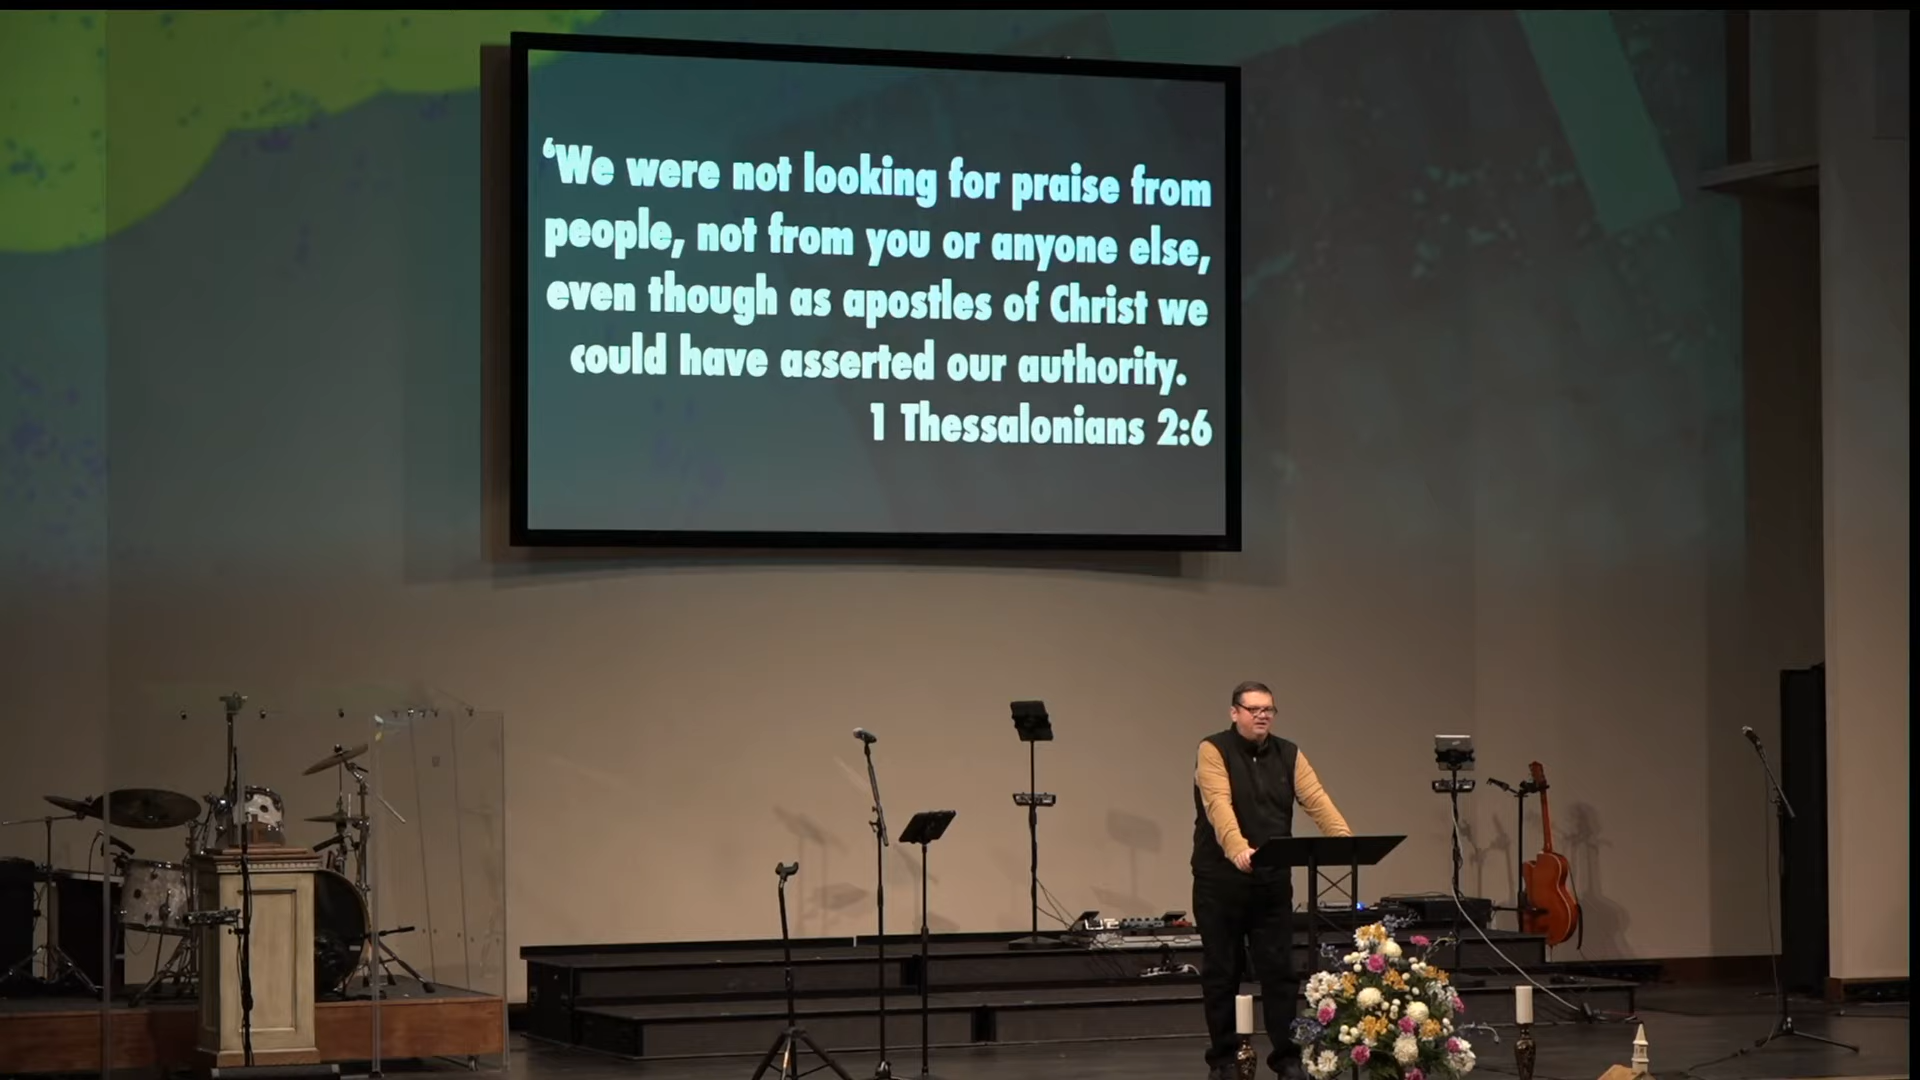 ‘We were not looking for praise from
people, not from you or anyone else,
even though as apostles of Christ we
could have asserted our authority.
1 Thessalonians 2:6